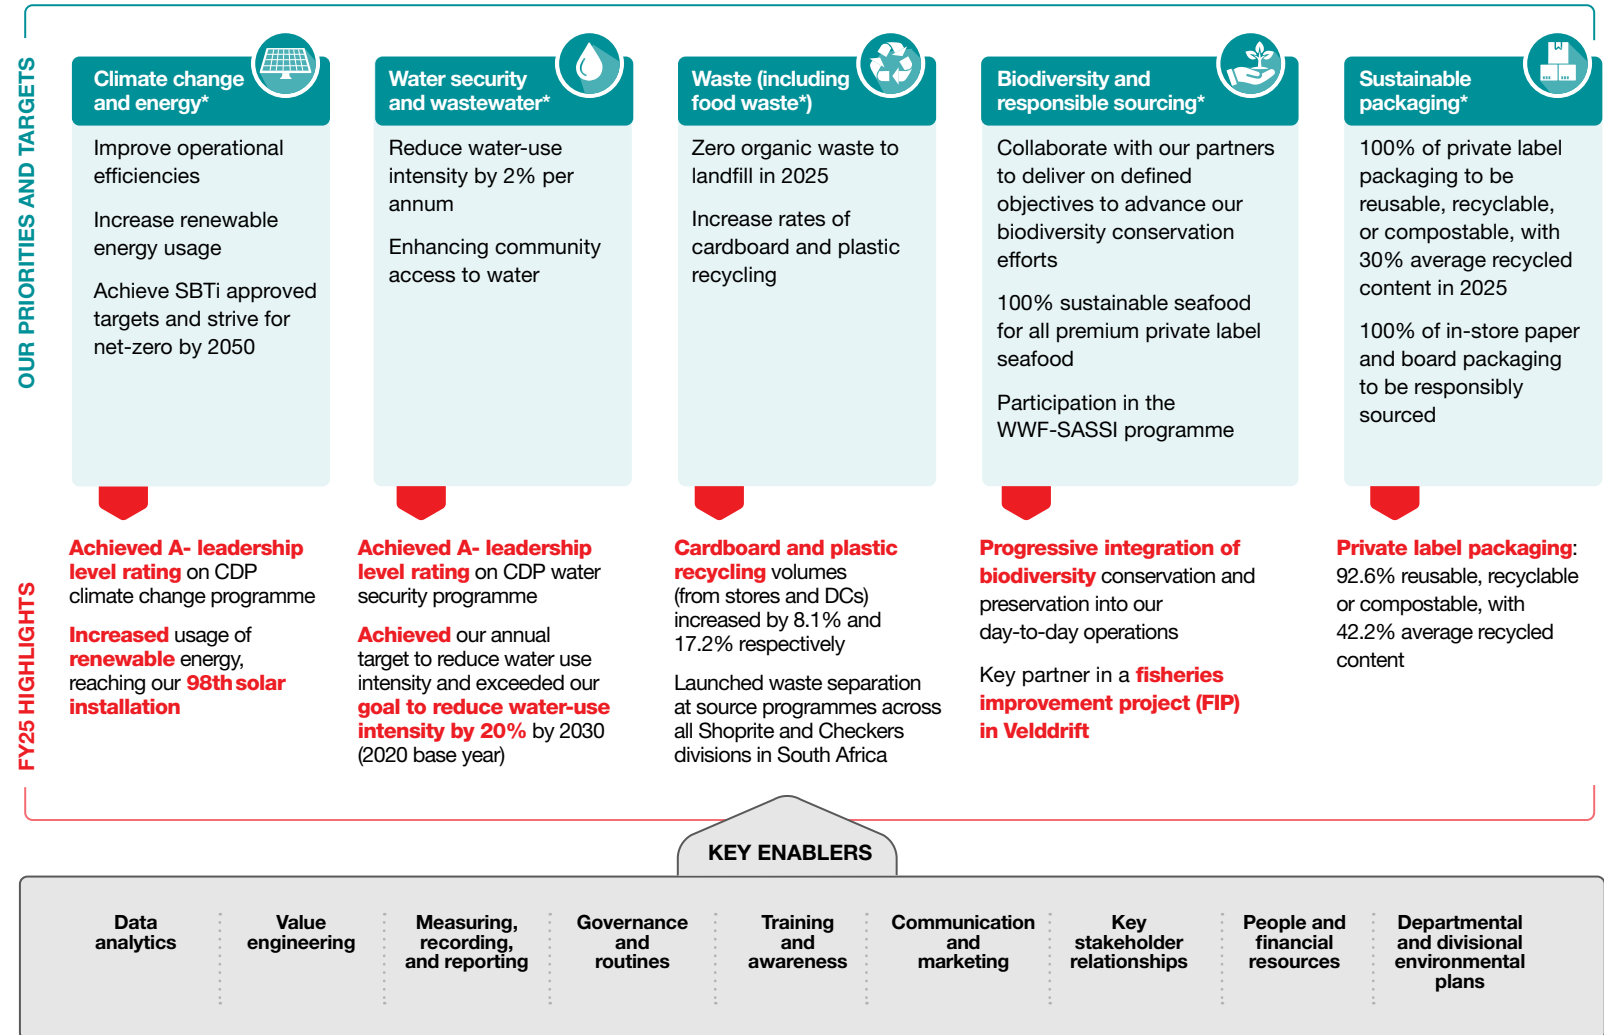 OUR PRIORITIES AND TARGETS
Climate change
and energy*
Improve operational
efficiencies
Increase renewable
energy usage
Achieve SBTi approved
targets and strive for
net-zero by 2050
Water security
and wastewater*
Reduce water-use
intensity by 2% per
annum
Enhancing community
access to water
Waste (including
food waste*)
Zero organic waste to
landfill in 2025
Increase rates of
cardboard and plastic
recycling
Biodiversity and
responsible sourcing*
Collaborate with our partners
to deliver on defined
objectives to advance our
biodiversity conservation
efforts
100% sustainable seafood
for all premium private label
seafood
Participation in the
WWF-SASSI programme
Sustainable
packaging*
100% of private label
packaging to be
reusable, recyclable,
or compostable, with
30% average recycled
content in 2025
100% of in-store paper
and board packaging
to be responsibly
sourced
FY25 HIGHLIGHTS
Achieved A- leadership
level rating on CDP
climate change programme
Increased usage of
renewable energy,
reaching our 98th solar
installation
Achieved A- leadership
level rating on CDP water
security programme
Achieved our annual
target to reduce water use
intensity and exceeded our
goal to reduce water-use
intensity by 20% by 2030
(2020 base year)
Cardboard and plastic
recycling volumes
(from stores and DCs)
increased by 8.1% and
17.2% respectively
Launched waste separation
at source programmes across
all Shoprite and Checkers
divisions in South Africa
Progressive integration of
biodiversity conservation and
preservation into our
day-to-day operations
Key partner in a fisheries
improvement project (FIP)
in Velddrift
Private label packaging:
92.6% reusable, recyclable
or compostable, with
42.2% average recycled
content
KEY ENABLERS
Data
analytics
Value
engineering
Measuring,
recording,
and reporting
Governance
and
routines
Training
and
awareness
Communication
and
marketing
Key
stakeholder
relationships
People and
financial
resources
Departmental
and divisional
environmental
plans